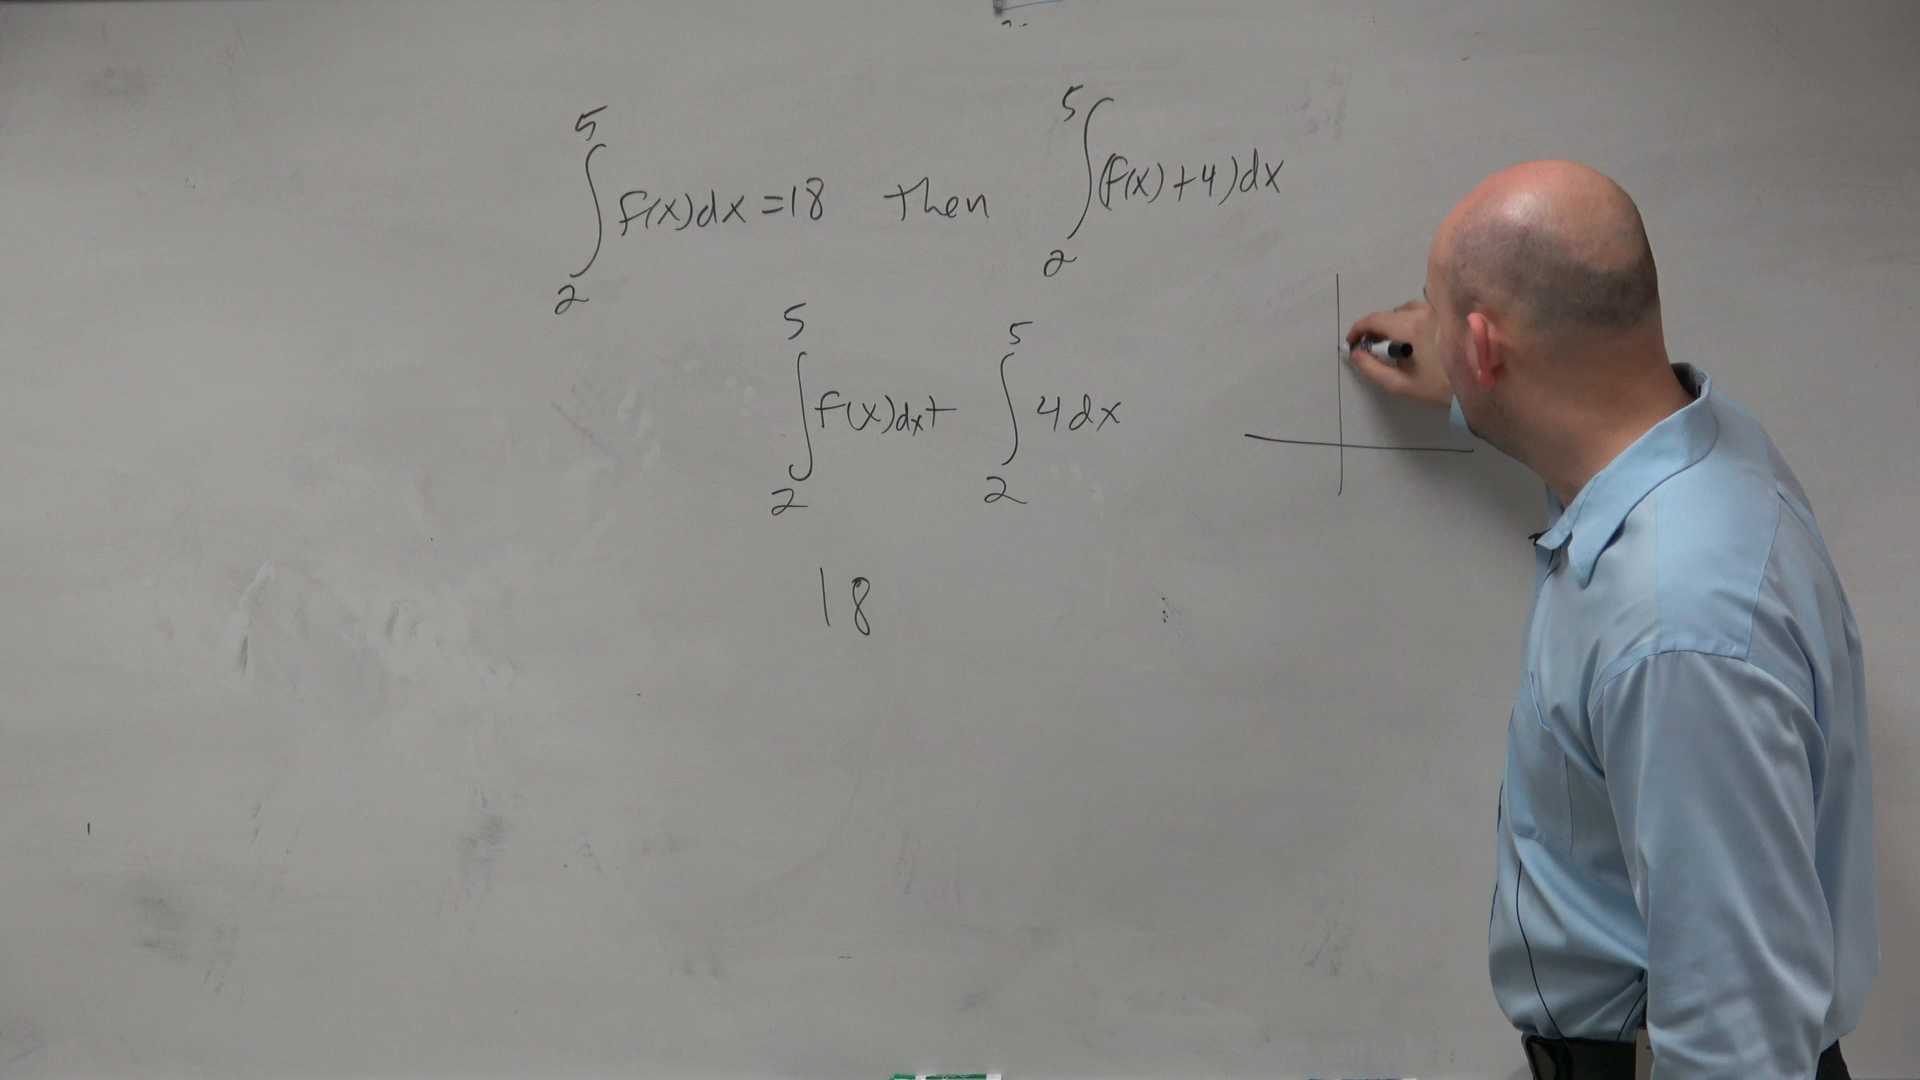 ∫₂⁵ f(x)dx = 18 then ∫₂⁵ (f(x)+4)dx
∫₂⁵ f(x)dx + ∫₂⁵ 4dx
18